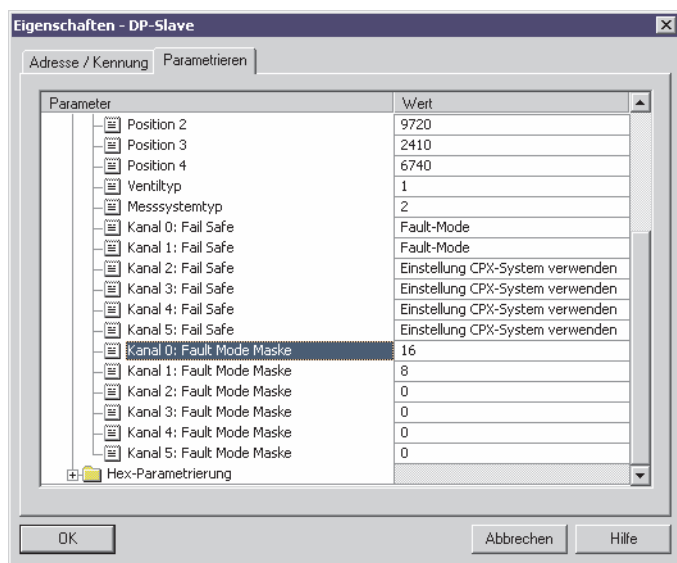 Eigenschaften - DP-Slave
Adresse / Kennung Parametrieren
Parameter Wert
Position 2 9720
Position 3 2410
Position 4 6740
Ventiltyp 1
Messsystemtyp 2
Kanal 0: Fail Safe Fault-Mode
Kanal 1: Fail Safe Fault-Mode
Kanal 2: Fail Safe Einstellung CPX-System verwenden
Kanal 3: Fail Safe Einstellung CPX-System verwenden
Kanal 4: Fail Safe Einstellung CPX-System verwenden
Kanal 5: Fail Safe Einstellung CPX-System verwenden
Kanal 0: Fault Mode Maske 16
Kanal 1: Fault Mode Maske 8
Kanal 2: Fault Mode Maske 0
Kanal 3: Fault Mode Maske 0
Kanal 4: Fault Mode Maske 0
Kanal 5: Fault Mode Maske 0
Hex-Parametrierung
OK Abbrechen Hilfe